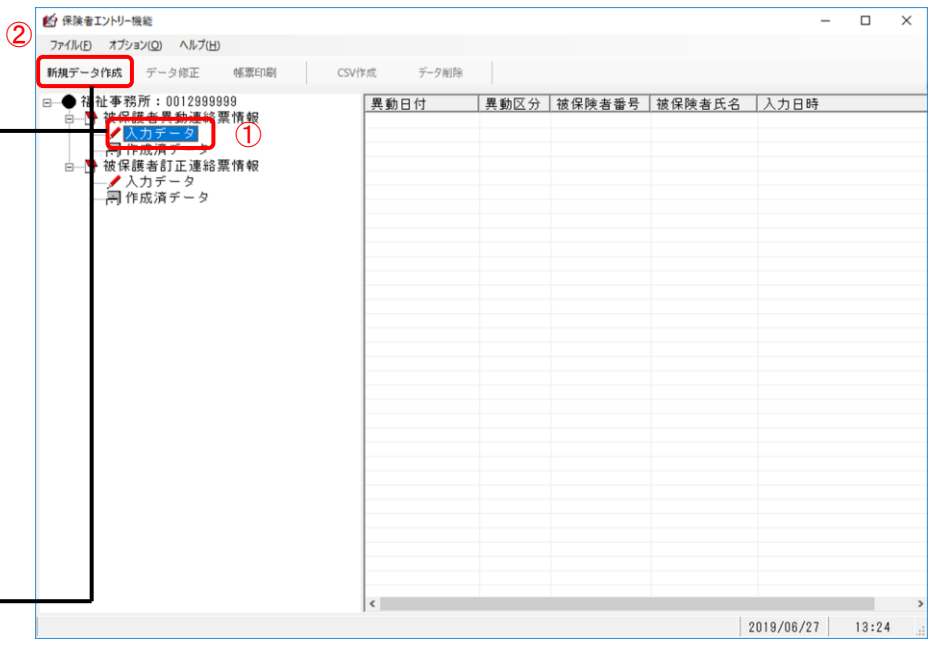 保険者エントリー機能
②
ファイル(F) オプション(O) ヘルプ(H)
新規データ作成 データ修正 帳票印刷 CSV作成 データ削除
福祉事務所:0012999999
被保護者異動連絡票情報
入力データ
①
作成済データ
被保護者訂正連絡票情報
入力データ
作成済データ
異動日付 異動区分 被保険者番号 被保険者氏名 入力日時
2019/06/27 13:24